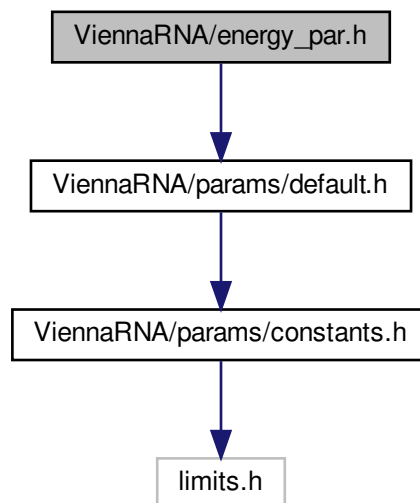 ViennaRNA/energy_par.h
ViennaRNA/params/default.h
ViennaRNA/params/constants.h
limits.h